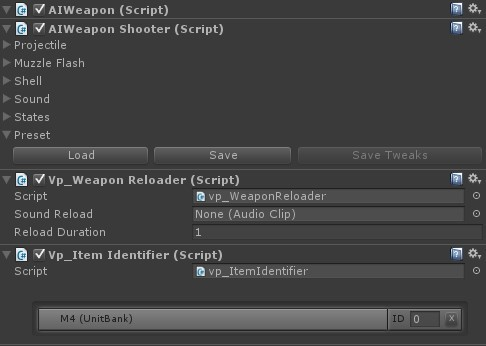 AIWeapon (Script)
AIWeapon Shooter (Script)
Projectile
Muzzle Flash
Shell
Sound
States
Preset
Load Save Save Tweaks
Vp_Weapon Reloader (Script)
Script vp_WeaponReloader
Sound Reload None (Audio Clip)
Reload Duration 1
Vp_Item Identifier (Script)
Script vp_ItemIdentifier
M4 (UnitBank) ID 0 X